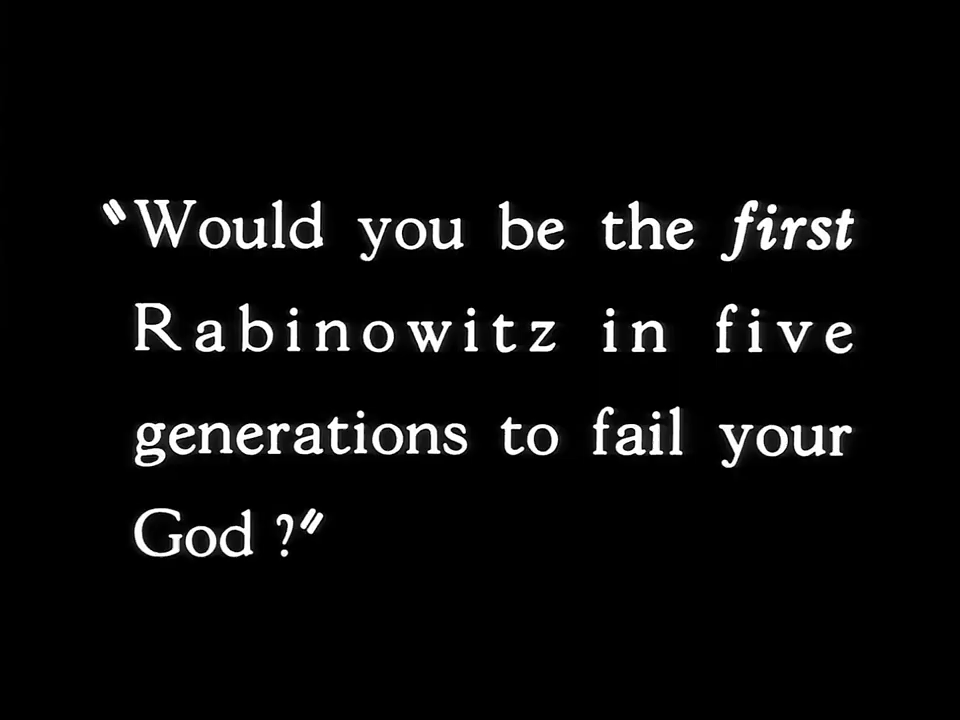 "Would you be the first
Rabinowitz in five
generations to fail your
God ?"